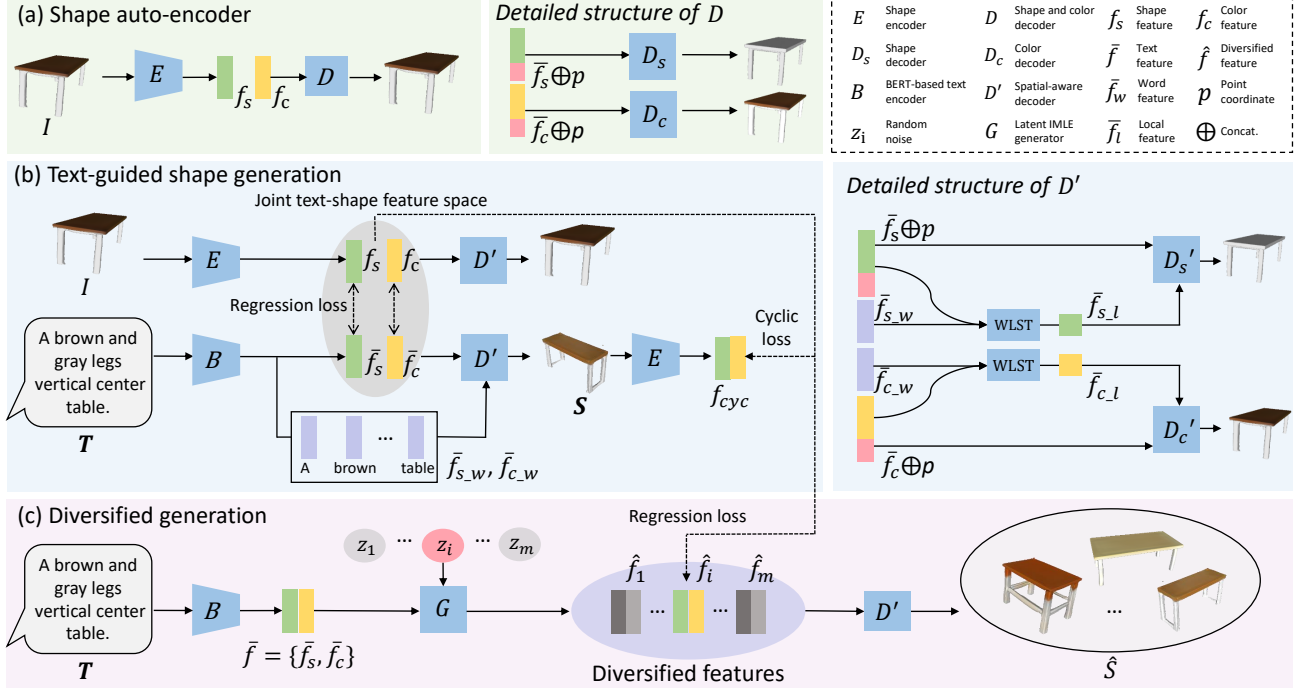 (a) Shape auto-encoder
I
E
f_s
f_c
D
Detailed structure of D
f̄_s⊕p
D_s
f̄_c⊕p
D_c
E Shape encoder
D Shape and color decoder
f_s Shape feature
f_c Color feature
D_s Shape decoder
D_c Color decoder
f̄ Text feature
f̂ Diversified feature
B BERT-based text encoder
D′ Spatial-aware decoder
f̄_w Word feature
p Point coordinate
z_i Random noise
G Latent IMLE generator
f̄_l Local feature
⊕ Concat.
(b) Text-guided shape generation
Joint text-shape feature space
I
E
f_s
f_c
D′
Regression loss
A brown and
gray legs
vertical center
table.
T
B
f̄_s
f̄_c
D′
S
E
f_cyc
Cyclic
loss
A
brown
...
table
f̄_s_w, f̄_c_w
Detailed structure of D′
f̄_s⊕p
D_s′
f̄_s_w
WLST
f̄_s_l
f̄_c_w
WLST
f̄_c_l
D_c′
f̄_c⊕p
(c) Diversified generation
A brown and
gray legs
vertical center
table.
T
B
f̄ = {f̄_s, f̄_c}
z_1 ... z_i ... z_m
G
Regression loss
f̂_1
f̂_i
f̂_m
... ...
Diversified features
D′
...
Ŝ